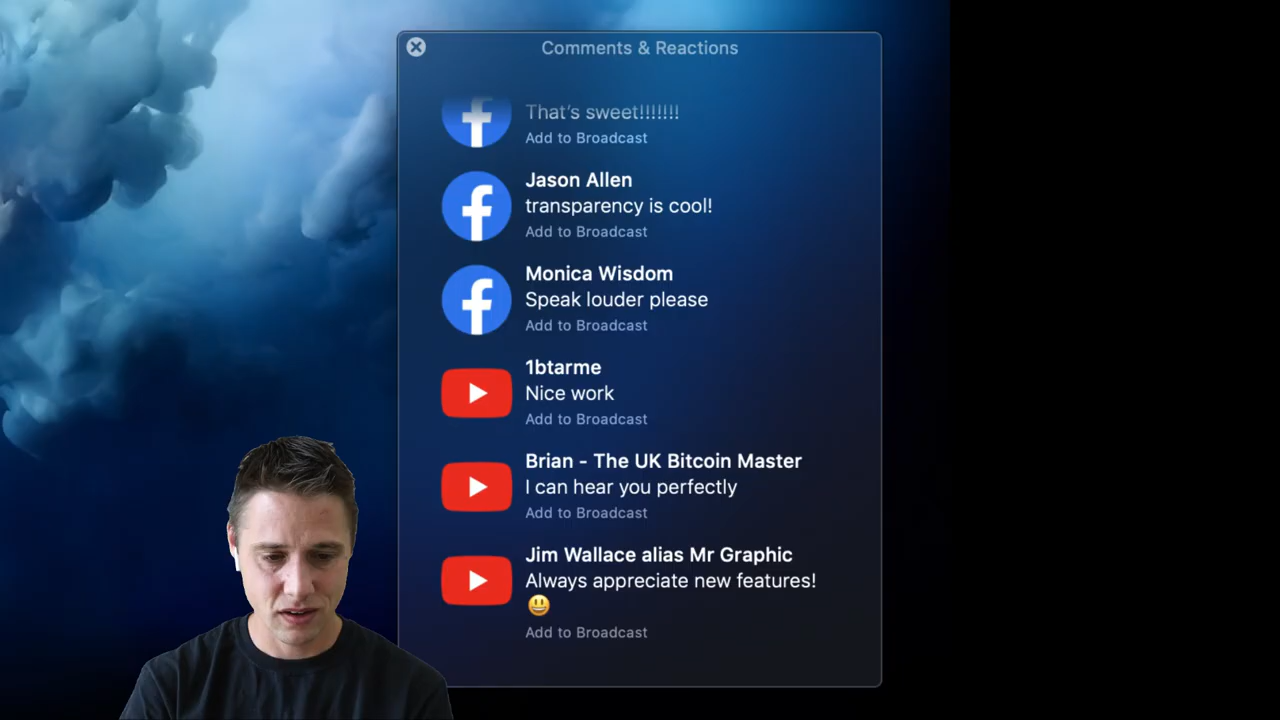 Comments & Reactions
That's sweet!!!!!!!
Add to Broadcast
Jason Allen
transparency is cool!
Add to Broadcast
Monica Wisdom
Speak louder please
Add to Broadcast
1btarme
Nice work
Add to Broadcast
Brian - The UK Bitcoin Master
I can hear you perfectly
Add to Broadcast
Jim Wallace alias Mr Graphic
Always appreciate new features!
😃
Add to Broadcast